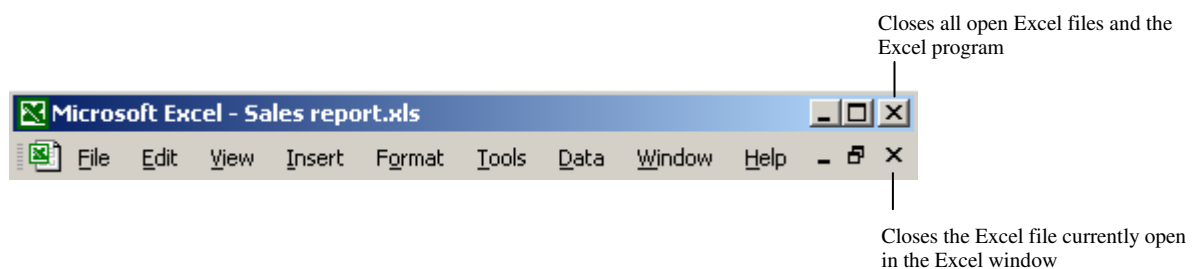 Closes all open Excel files and the
Excel program
Microsoft Excel - Sales report.xls
File Edit View Insert Format Tools Data Window Help
Closes the Excel file currently open
in the Excel window